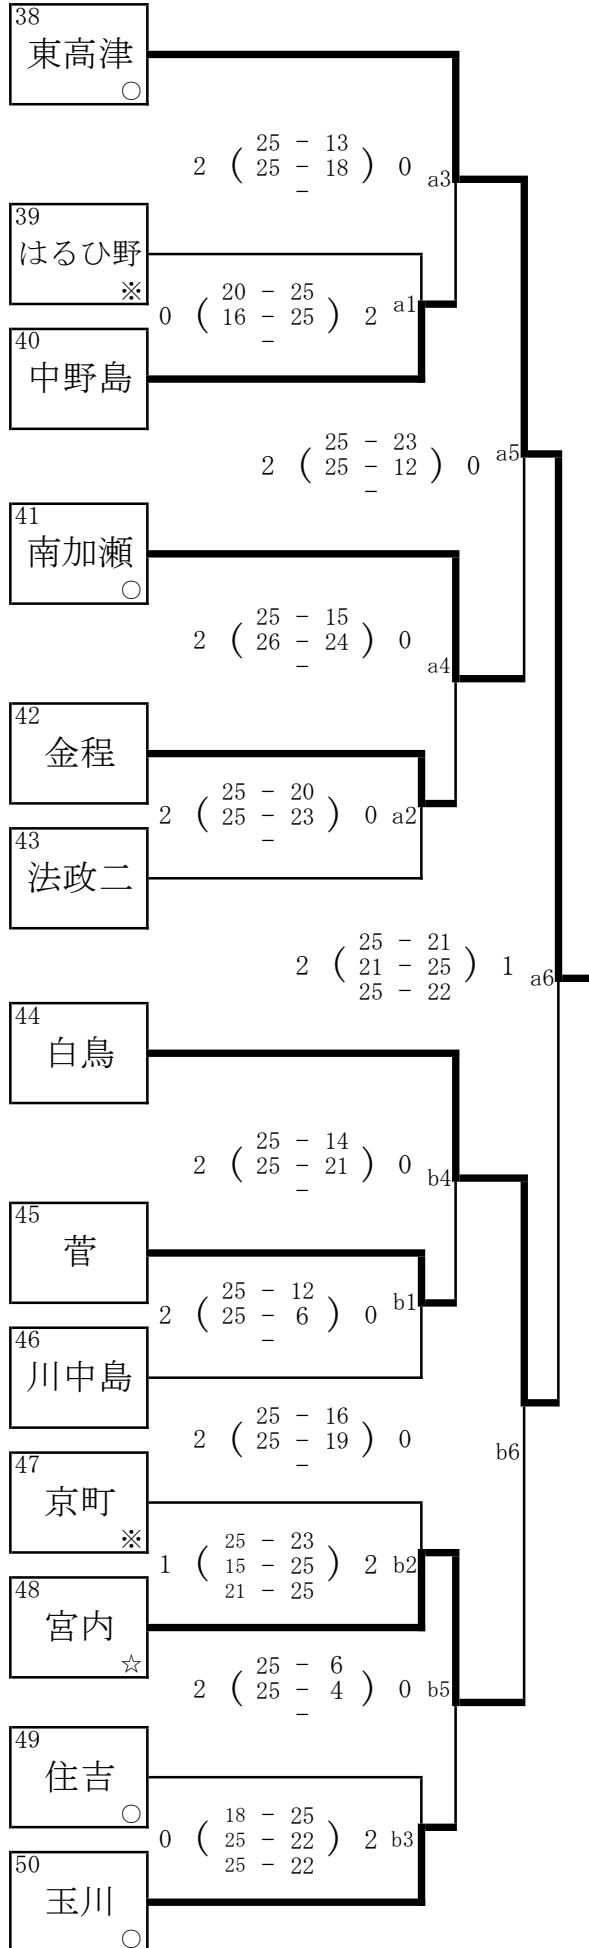 38
東高津
○
25 - 13
2 ( 25 - 18 ) 0 a3
-
39
はるひ野
※
20 - 25
0 ( 16 - 25 ) 2 a1
-
40
中野島
25 - 23
2 ( 25 - 12 ) 0 a5
-
41
南加瀬
○
25 - 15
2 ( 26 - 24 ) 0 a4
-
42
金程
25 - 20
2 ( 25 - 23 ) 0 a2
-
43
法政二
25 - 21
2 ( 21 - 25 ) 1 a6
25 - 22
44
白鳥
25 - 14
2 ( 25 - 21 ) 0 b4
-
45
菅
25 - 12
2 ( 25 - 6 ) 0 b1
-
46
川中島
25 - 16
2 ( 25 - 19 ) 0 b6
-
47
京町
※
25 - 23
1 ( 15 - 25 ) 2 b2
21 - 25
48
宮内
☆
25 - 6
2 ( 25 - 4 ) 0 b5
-
49
住吉
○
18 - 25
0 ( 25 - 22 ) 2 b3
25 - 22
50
玉川
○